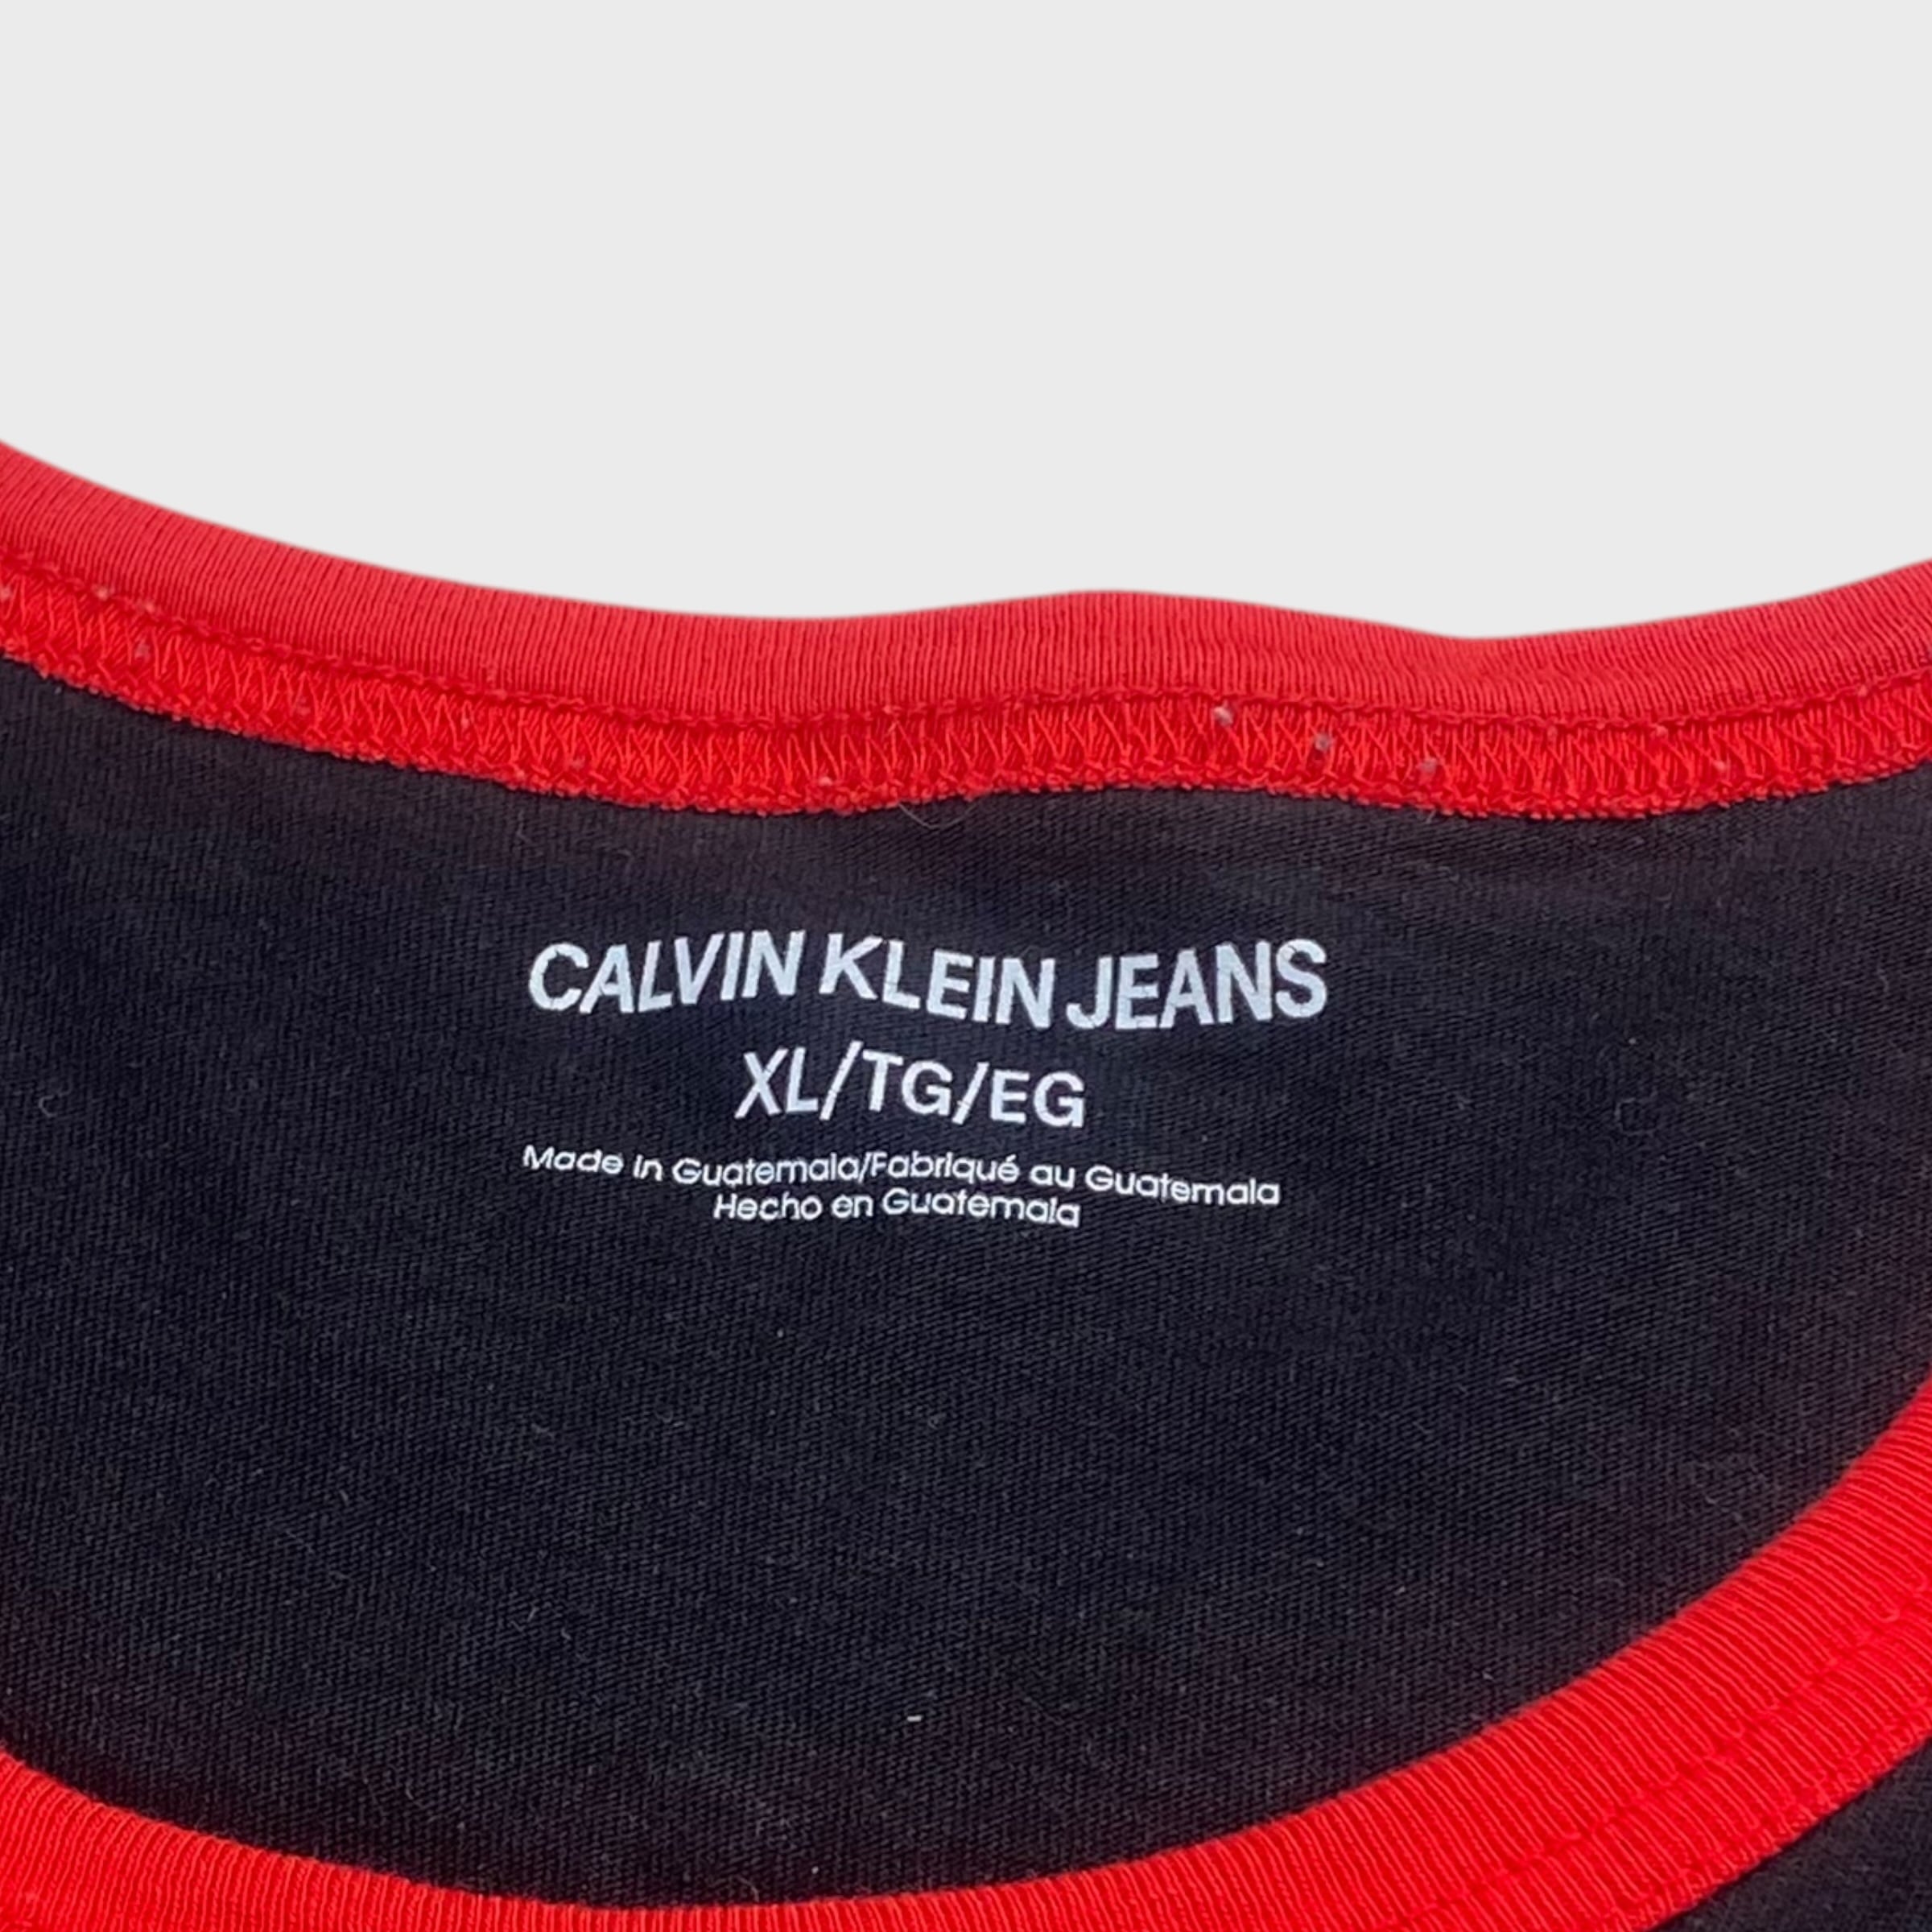 CALVIN KLEIN JEANS
XL/TG/EG
Made in Guatemala/Fabriqué au Guatemala
Hecho en Guatemala